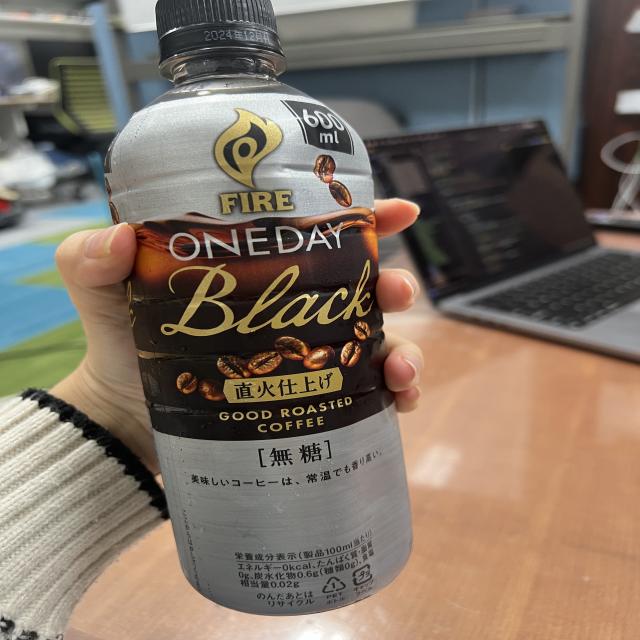 600
ml
FIRE
ONEDAY
Black
直火仕上げ
GOOD ROASTED
COFFEE
[無糖]
美味しいコーヒーは、常温でも香り高い。
栄養成分表示(製品100ml当たり)
エネルギー0kcal、たんぱく質・脂質
0g、炭水化物0.6g(糖類0g)、食塩
相当量0.02g
のんだあとは
リサイクル
PET